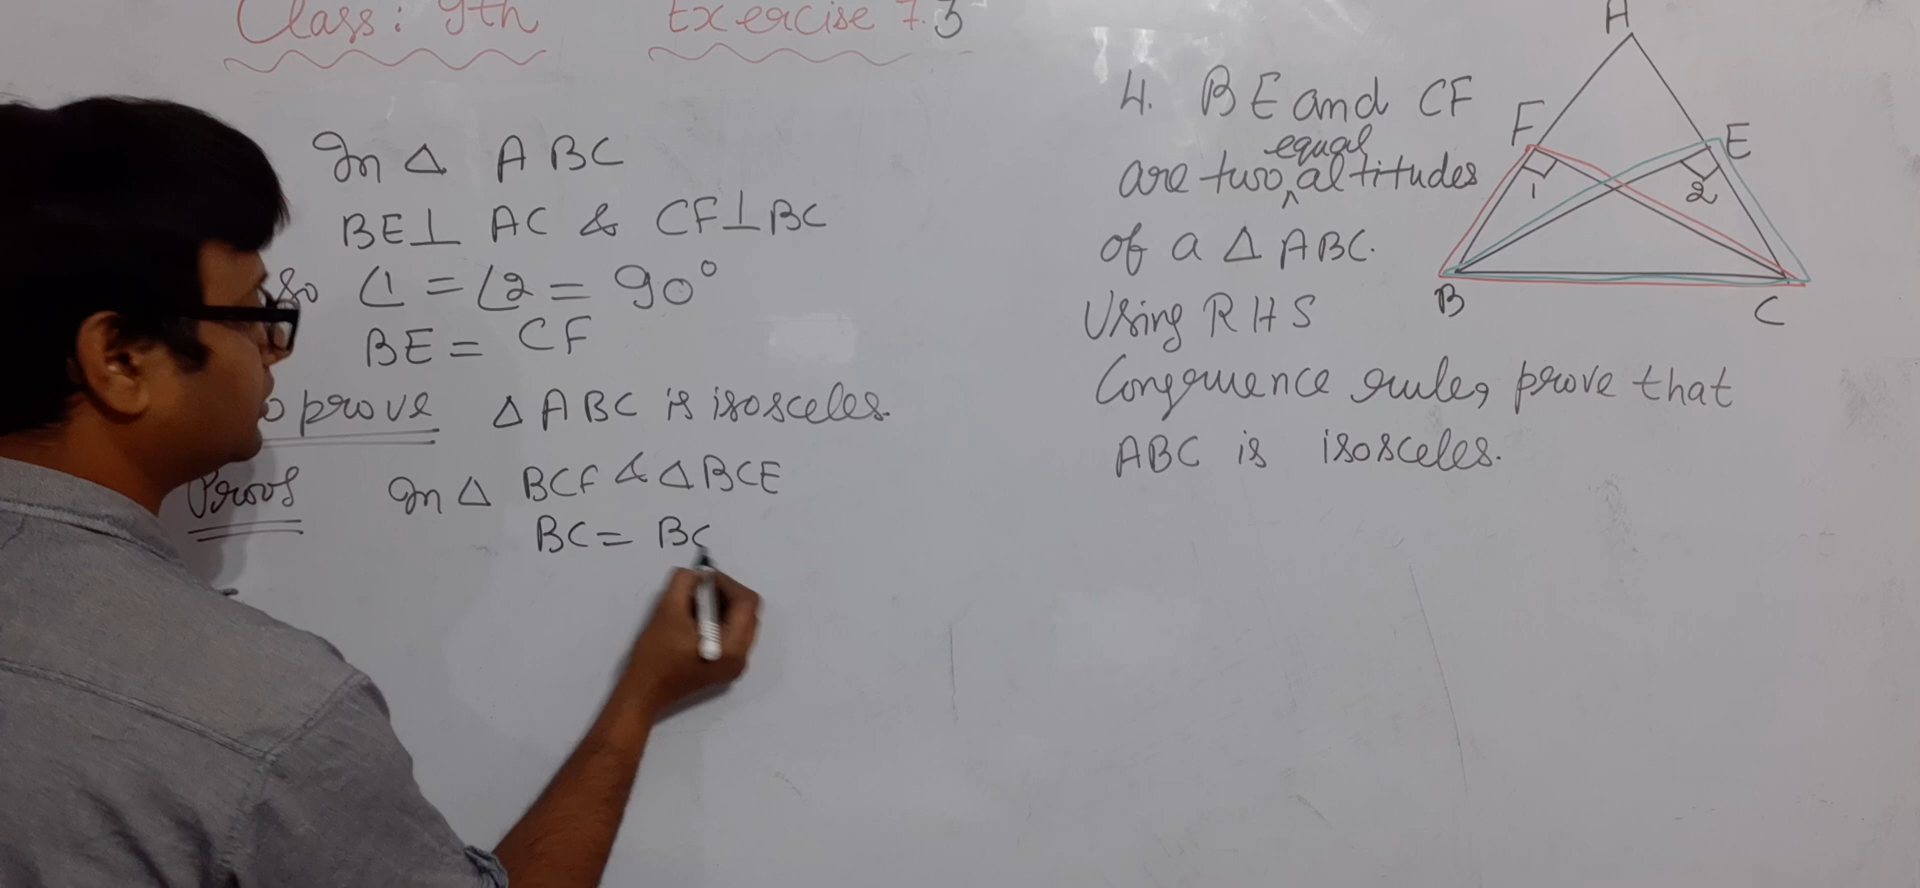 Class: 9th Exercise 7.3
In △ ABC
BE⊥ AC & CF⊥BC
So ∠1 = ∠2 = 90°
BE = CF
o prove △ ABC is isosceles.
Proof In △ BCF & △BCE
BC = BC
4. BE and CF
are two equal altitudes
of a △ ABC.
Using RHS
Congruence rule, prove that
ABC is isosceles.
A
F
E
1
2
B
C